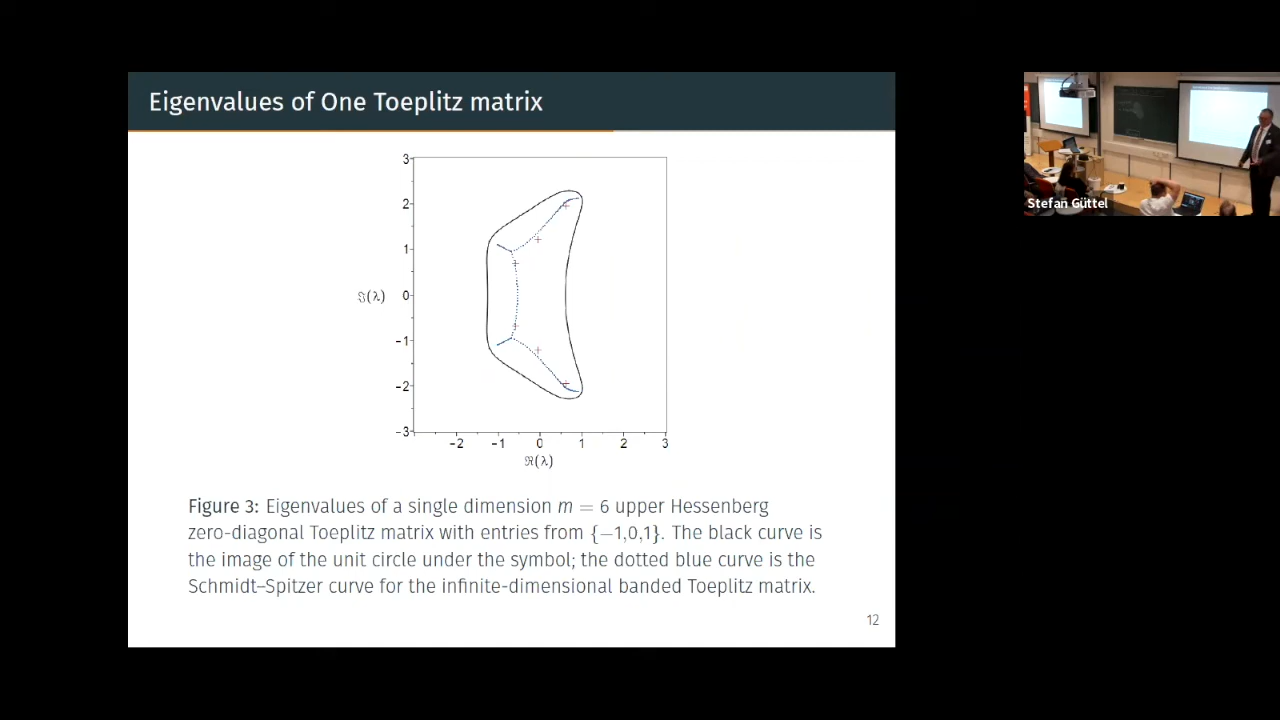 Eigenvalues of One Toeplitz matrix
3
2
1
0
−1
−2
−3
ℑ(λ)
−2 −1 0 1 2 3
ℜ(λ)
Figure 3: Eigenvalues of a single dimension m = 6 upper Hessenberg
zero-diagonal Toeplitz matrix with entries from {−1,0,1}. The black curve is
the image of the unit circle under the symbol; the dotted blue curve is the
Schmidt–Spitzer curve for the infinite-dimensional banded Toeplitz matrix.
12
Stefan Güttel